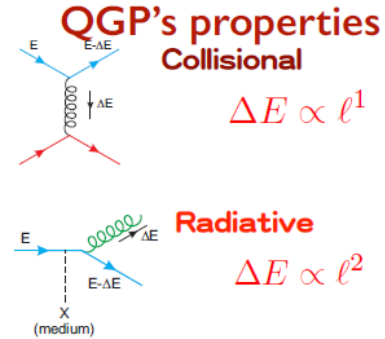 QGP's properties
E
E-ΔE
Collisional
ΔE
ΔE ∝ ℓ¹
Radiative
E
ΔE
E-ΔE
ΔE ∝ ℓ²
X
(medium)